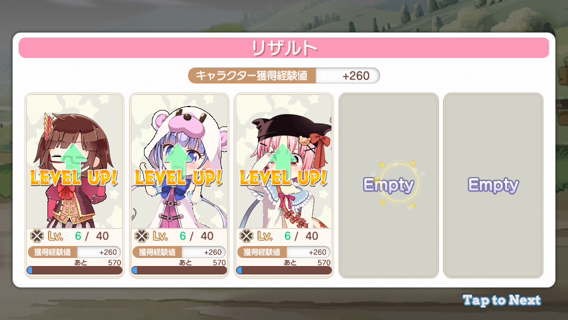 リザルト
キャラクター獲得経験値 +260
LEVEL UP! LEVEL UP! LEVEL UP! Empty Empty
Lv. 6 / 40 Lv. 6 / 40 Lv. 6 / 40
獲得経験値 +260 獲得経験値 +260 獲得経験値 +260
あと 570 あと 570 あと 570
Tap to Next